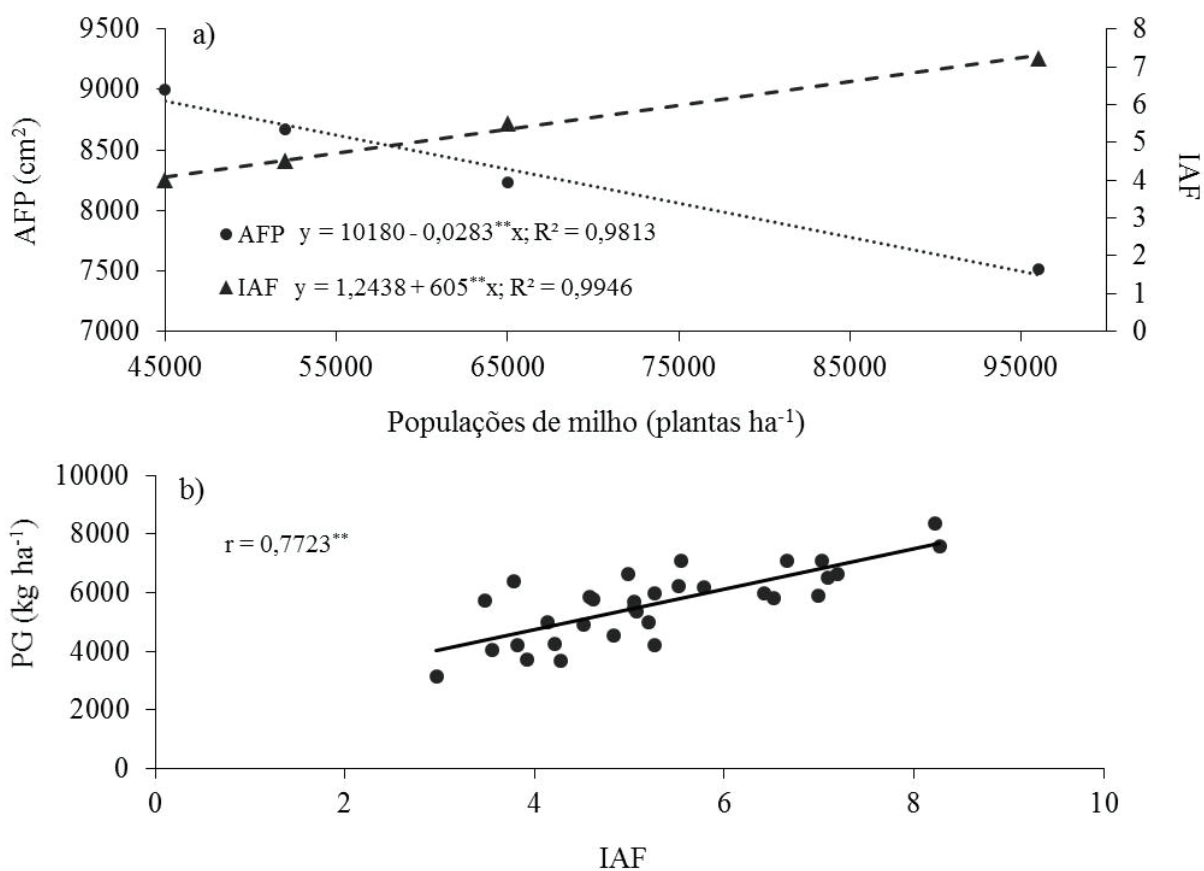 a)
AFP (cm²)
9500
9000
8500
8000
7500
7000
IAF
8
7
6
5
4
3
2
1
0
AFP y = 10180 - 0,0283**x; R² = 0,9813
IAF y = 1,2438 + 605**x; R² = 0,9946
45000 55000 65000 75000 85000 95000
Populações de milho (plantas ha⁻¹)
b)
PG (kg ha⁻¹)
10000
8000
6000
4000
2000
0
r = 0,7723**
0 2 4 6 8 10
IAF